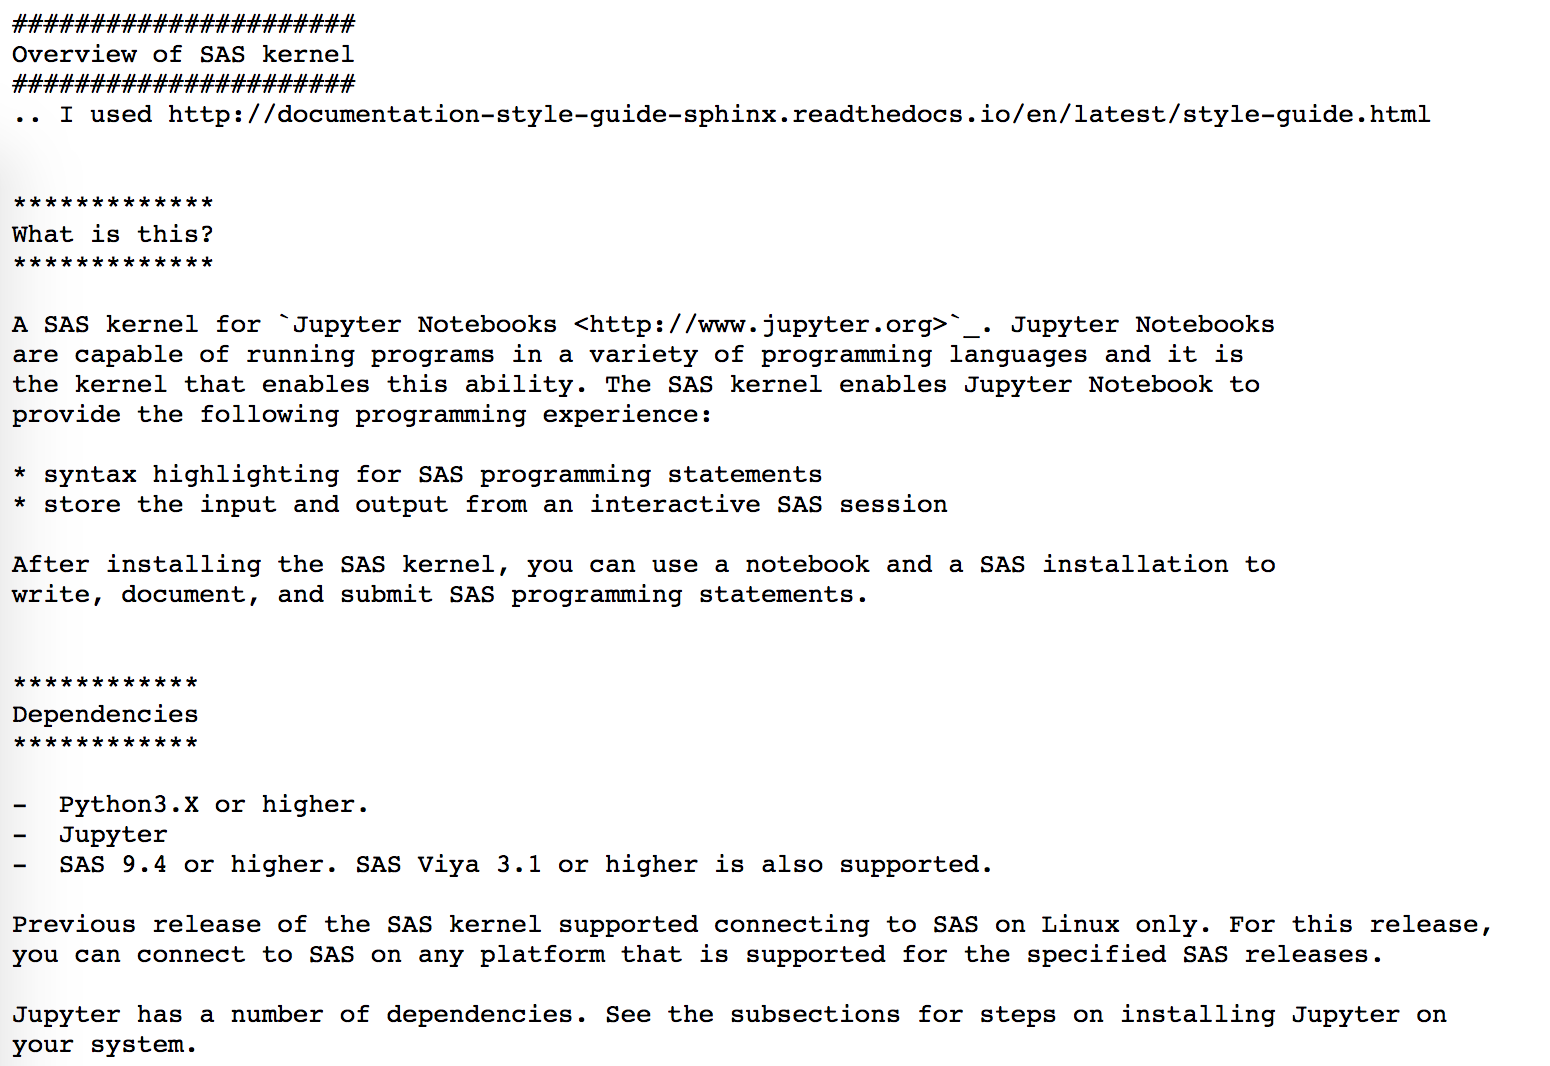 ######################
Overview of SAS kernel
######################
.. I used http://documentation-style-guide-sphinx.readthedocs.io/en/latest/style-guide.html
*************
What is this?
*************
A SAS kernel for `Jupyter Notebooks <http://www.jupyter.org>`_. Jupyter Notebooks
are capable of running programs in a variety of programming languages and it is
the kernel that enables this ability. The SAS kernel enables Jupyter Notebook to
provide the following programming experience:
* syntax highlighting for SAS programming statements
* store the input and output from an interactive SAS session
After installing the SAS kernel, you can use a notebook and a SAS installation to
write, document, and submit SAS programming statements.
************
Dependencies
************
-  Python3.X or higher.
-  Jupyter
-  SAS 9.4 or higher. SAS Viya 3.1 or higher is also supported.
Previous release of the SAS kernel supported connecting to SAS on Linux only. For this release,
you can connect to SAS on any platform that is supported for the specified SAS releases.
Jupyter has a number of dependencies. See the subsections for steps on installing Jupyter on
your system.